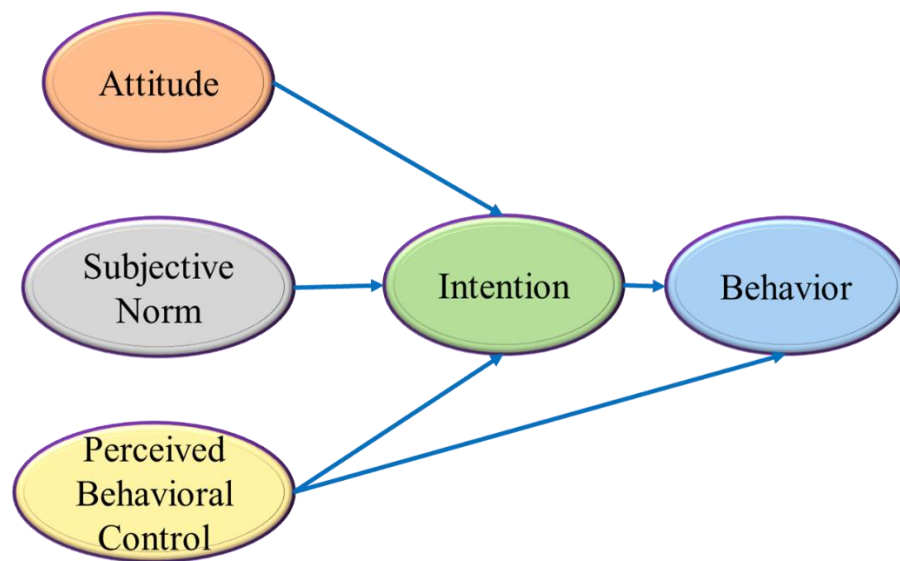 Attitude
Subjective
Norm
Intention
Behavior
Perceived
Behavioral
Control